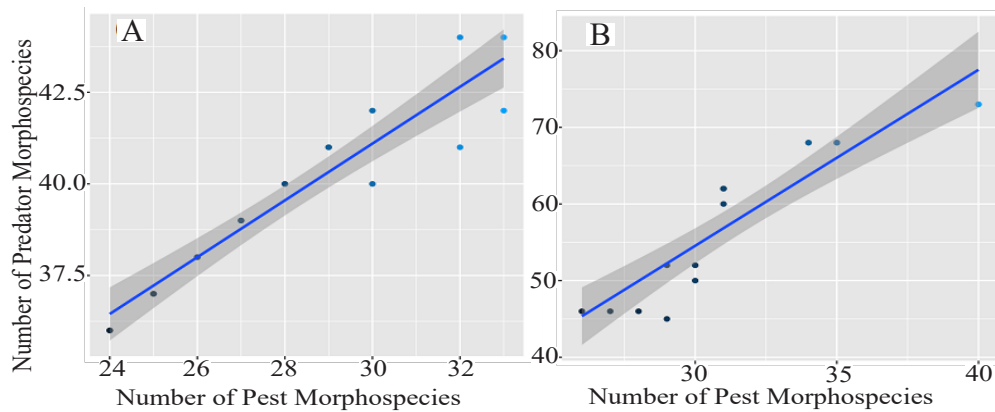 A
B
Number of Predator Morphospecies
42.5
40.0
37.5
24 26 28 30 32
Number of Pest Morphospecies
80
70
60
50
40
30 35 40
Number of Pest Morphospecies